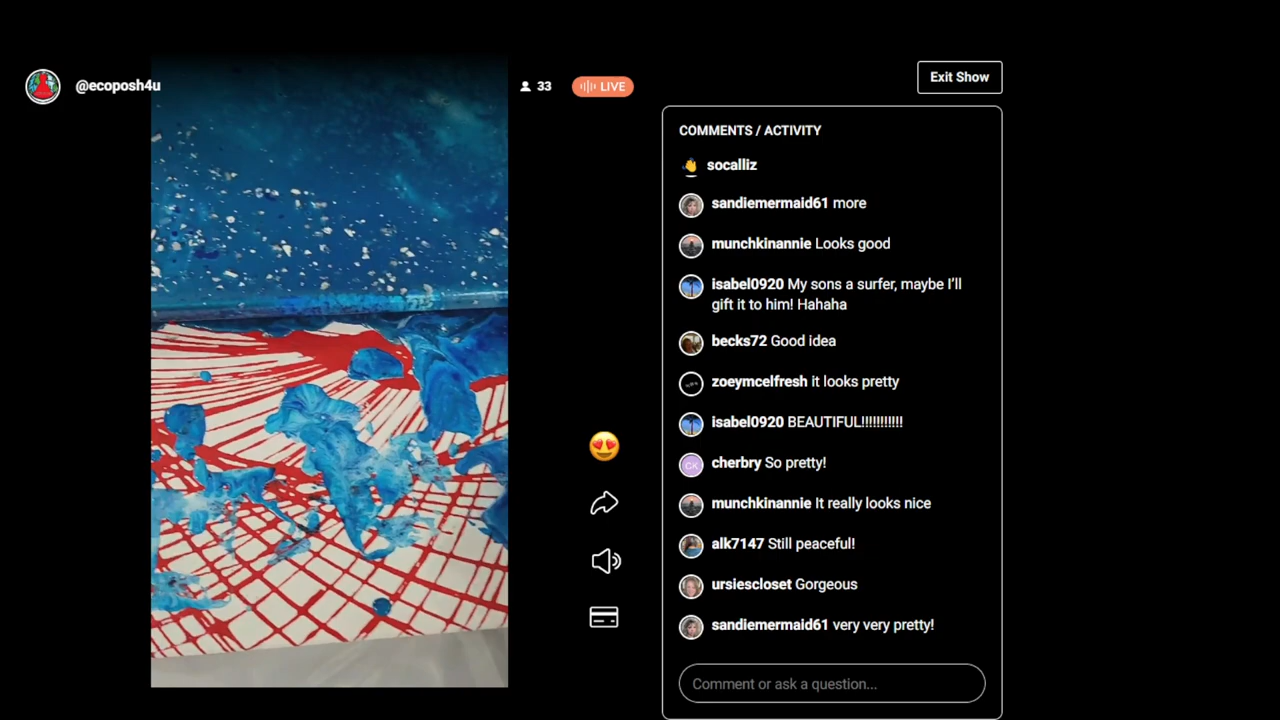 @ecoposh4u
33
LIVE
Exit Show
COMMENTS / ACTIVITY
socalliz
sandiemermaid61 more
munchkinannie Looks good
isabel0920 My sons a surfer, maybe I'll
gift it to him! Hahaha
becks72 Good idea
zoeymcelfresh it looks pretty
isabel0920 BEAUTIFUL!!!!!!!!!!!
CK
cherbry So pretty!
munchkinannie It really looks nice
alk7147 Still peaceful!
ursiescloset Gorgeous
sandiemermaid61 very very pretty!
Comment or ask a question...